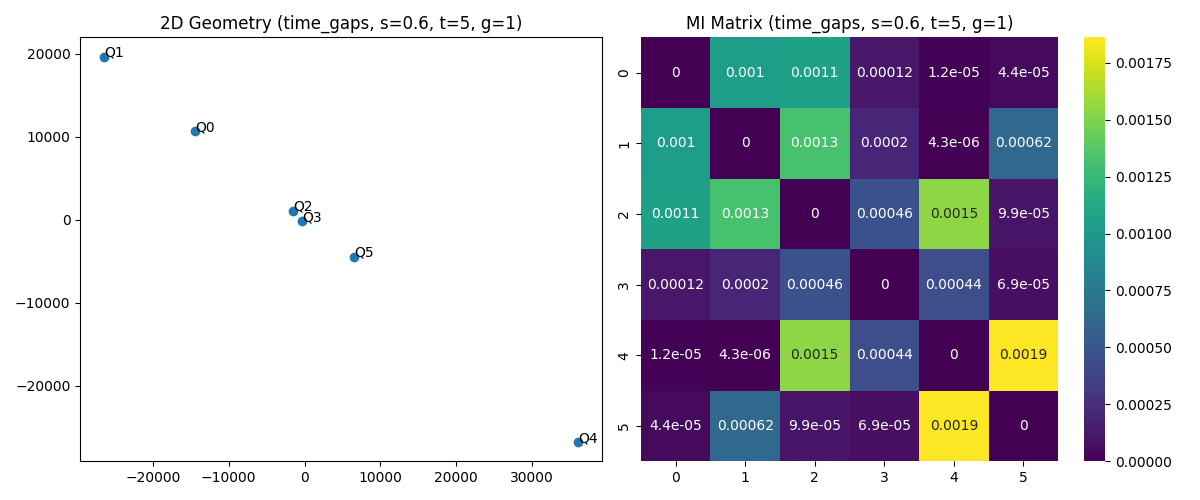 2D Geometry (time_gaps, s=0.6, t=5, g=1)
20000
10000
0
−10000
−20000
Q1
Q0
Q2
Q3
Q5
Q4
−20000 −10000 0 10000 20000 30000
MI Matrix (time_gaps, s=0.6, t=5, g=1)
0 0 0.001 0.0011 0.00012 1.2e-05 4.4e-05
1 0.001 0 0.0013 0.0002 4.3e-06 0.00062
2 0.0011 0.0013 0 0.00046 0.0015 9.9e-05
3 0.00012 0.0002 0.00046 0 0.00044 6.9e-05
4 1.2e-05 4.3e-06 0.0015 0.00044 0 0.0019
5 4.4e-05 0.00062 9.9e-05 6.9e-05 0.0019 0
0 1 2 3 4 5
0.00175
0.00150
0.00125
0.00100
0.00075
0.00050
0.00025
0.00000